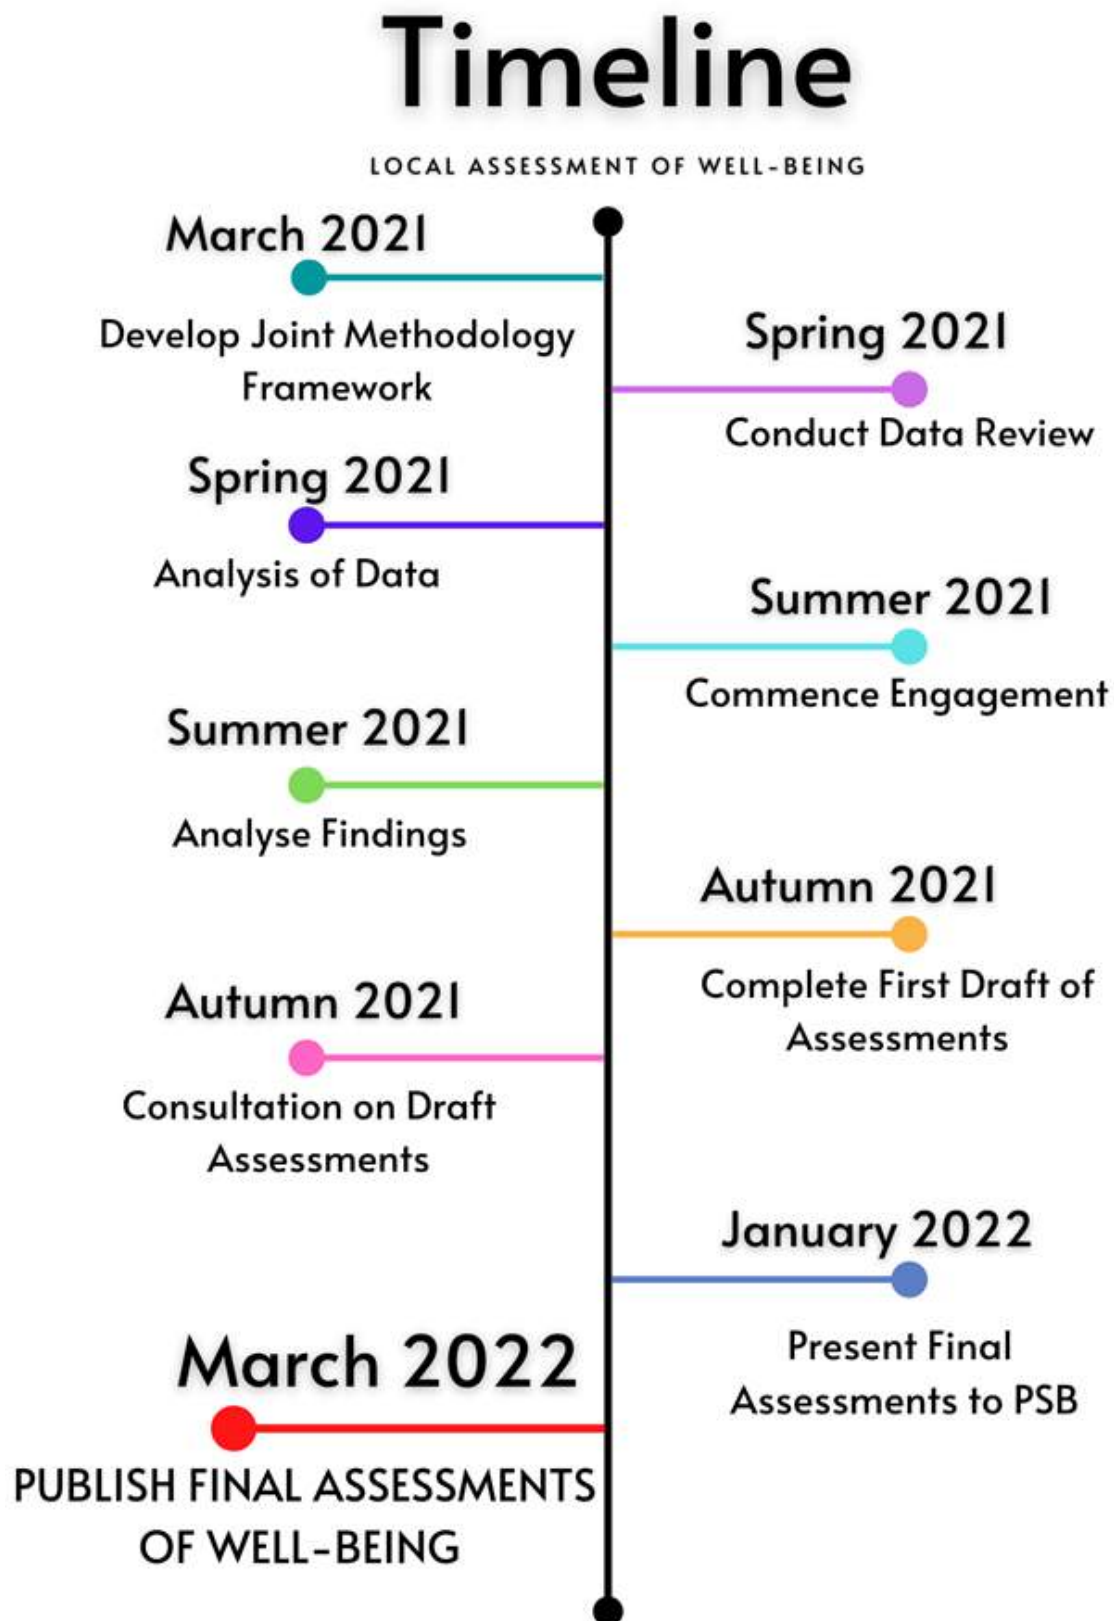 Timeline
LOCAL ASSESSMENT OF WELL-BEING
March 2021
Develop Joint Methodology
Framework
Spring 2021
Conduct Data Review
Spring 2021
Analysis of Data
Summer 2021
Commence Engagement
Summer 2021
Analyse Findings
Autumn 2021
Complete First Draft of
Assessments
Autumn 2021
Consultation on Draft
Assessments
January 2022
Present Final
Assessments to PSB
March 2022
PUBLISH FINAL ASSESSMENTS
OF WELL-BEING